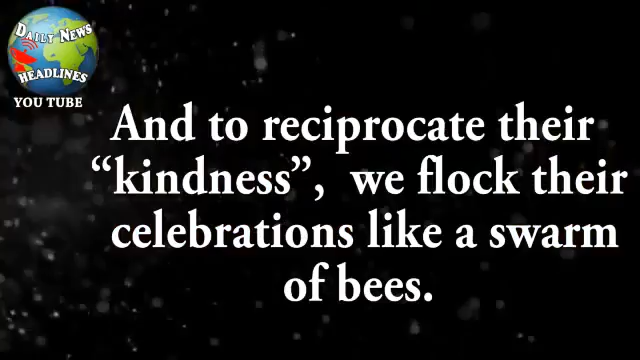 DAILY NEWS
HEADLINES
YOU TUBE
And to reciprocate their
“kindness”, we flock their
celebrations like a swarm
of bees.